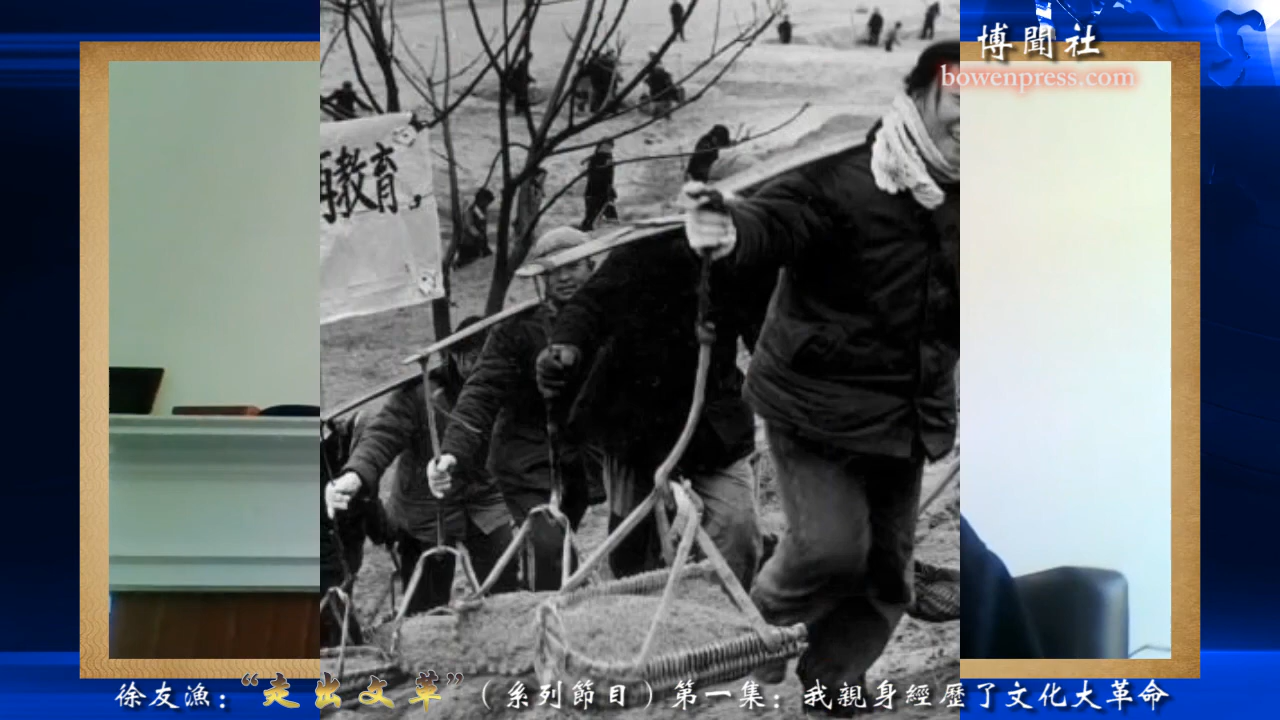 博聞社
bowenpress.com
再教育，
徐友漁：“走出文革”（系列節目）第一集：我親身經歷了文化大革命